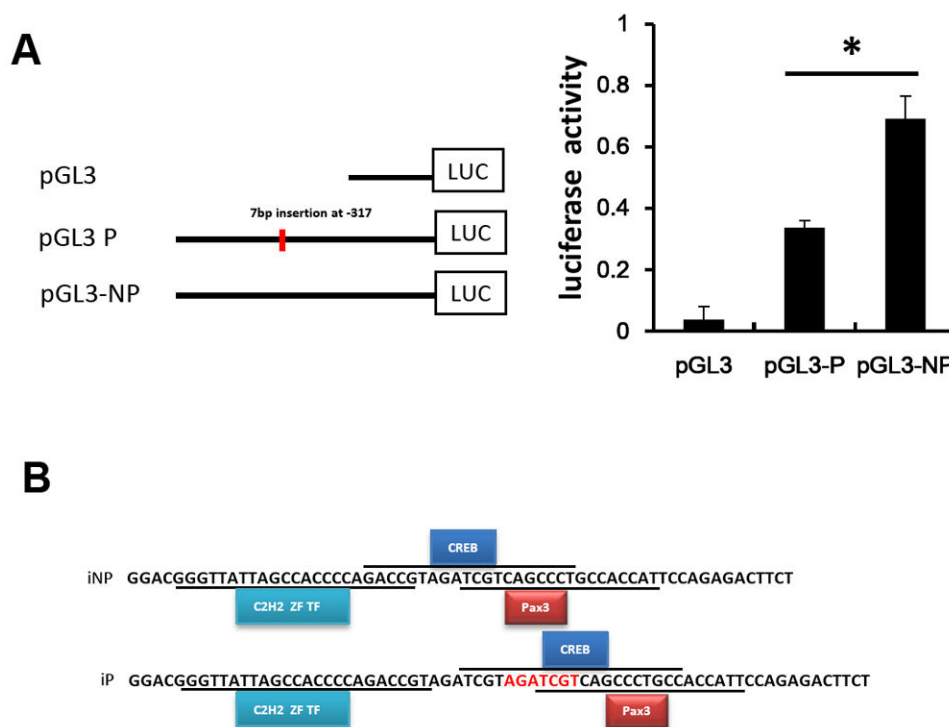 A
pGL3
LUC
7bp insertion at -317
pGL3 P
LUC
pGL3-NP
LUC
luciferase activity
1
0.8
0.6
0.4
0.2
0
*
pGL3
pGL3-P
pGL3-NP
B
CREB
iNP GGACGGGTTATTAGCCACCCCAGACCGTAGATCGTCAGCCCTGCCACCATTCCAGAGACTTCT
C2H2 ZF TF
Pax3
CREB
iP GGACGGGTTATTAGCCACCCCAGACCGTAGATCGTAGATCGTCAGCCCTGCCACCATTCCAGAGACTTCT
C2H2 ZF TF
Pax3